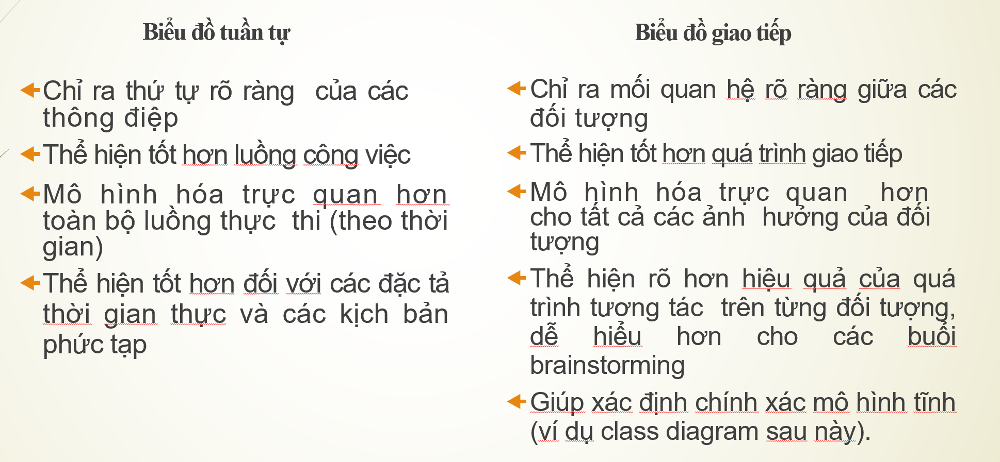 Biểu đồ tuần tự
Chỉ ra thứ tự rõ ràng của các
thông điệp
Thể hiện tốt hơn luồng công việc
Mô hình hóa trực quan hơn
toàn bộ luồng thực thi (theo thời
gian)
Thể hiện tốt hơn đối với các đặc tả
thời gian thực và các kịch bản
phức tạp
Biểu đồ giao tiếp
Chỉ ra mối quan hệ rõ ràng giữa các
đối tượng
Thể hiện tốt hơn quá trình giao tiếp
Mô hình hóa trực quan hơn
cho tất cả các ảnh hưởng của đối
tượng
Thể hiện rõ hơn hiệu quả của quá
trình tương tác trên từng đối tượng,
dễ hiểu hơn cho các buổi
brainstorming
Giúp xác định chính xác mô hình tĩnh
(ví dụ class diagram sau này).